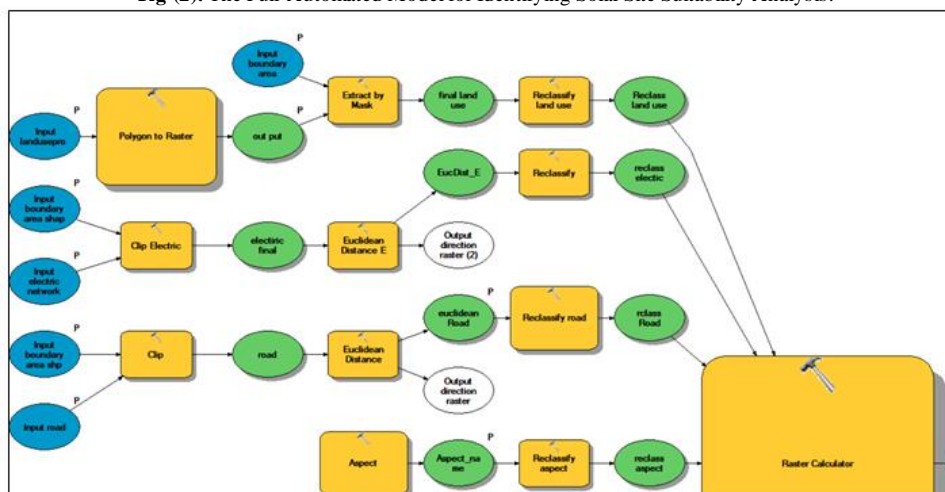 Fig (2): The Full Automated Model for Identifying Solar Site Suitability Analysis.
P
Input
boundary
area
Extract by
Mask
final land
use
Reclassify
land use
Reclass
land use
P
P
Input
landusepro
Polygon to Raster
out put
P
Input
boundary
area shap
EucDist_E
Reclassify
reclass
electic
Clip Electric
electiric
final
Euclidean
Distance E
Output
direction
raster (2)
P
Input
electric
network
P
Input
boundary
area shp
Clip
road
Euclidean
Distance
P
euclidean
Road
Reclassify road
rclass
Road
Output
direction
raster
P
Input road
Aspect
P
Aspect_na
me
Reclassify
aspect
reclass
aspect
Raster Calculator